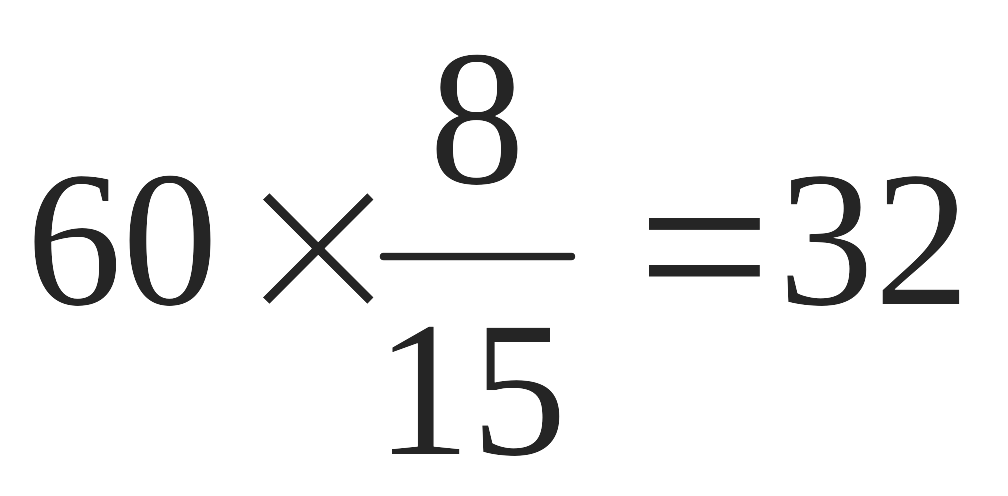 60 × 8/15 = 32